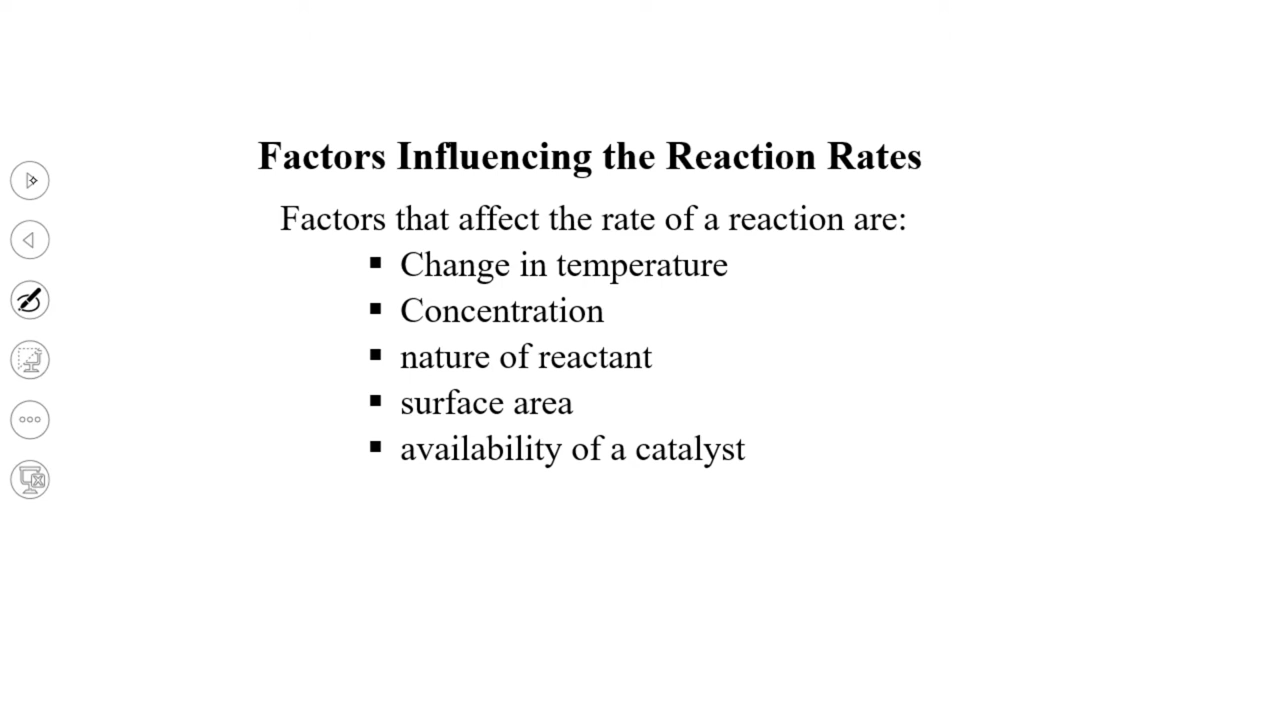 Factors Influencing the Reaction Rates
Factors that affect the rate of a reaction are:
▪ Change in temperature
▪ Concentration
▪ nature of reactant
▪ surface area
▪ availability of a catalyst